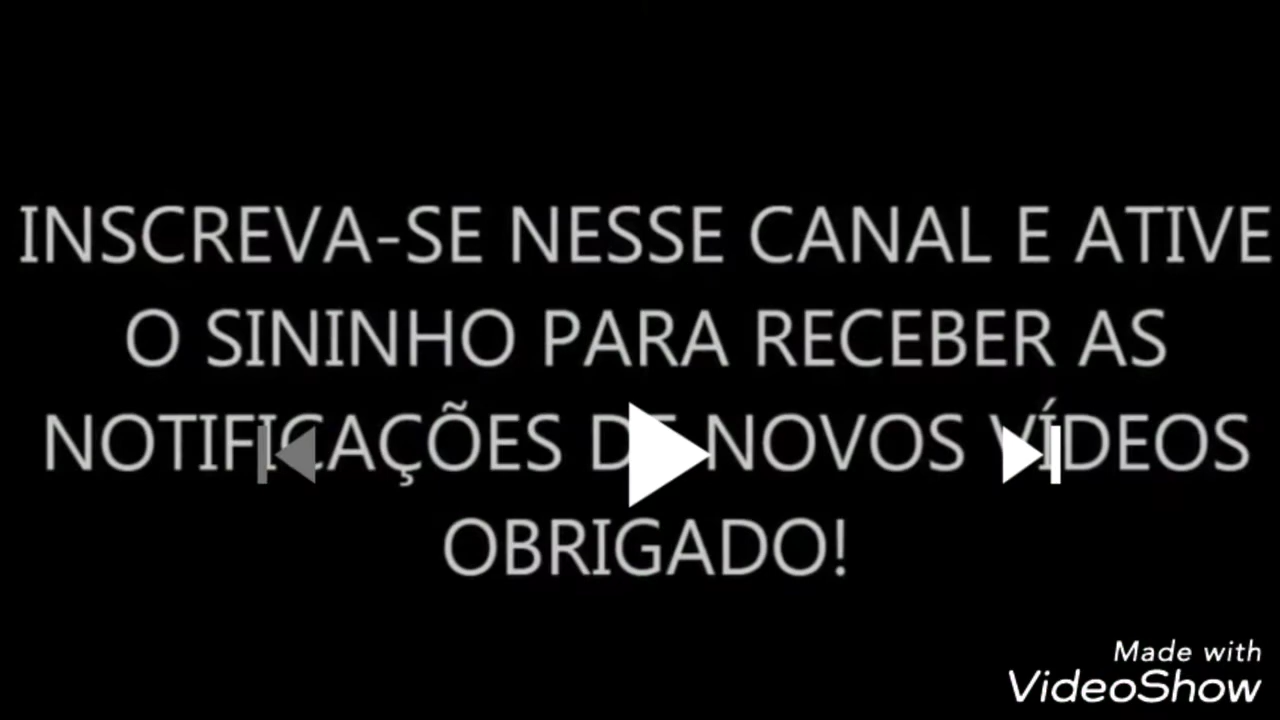 INSCREVA-SE NESSE CANAL E ATIVE
O SININHO PARA RECEBER AS
NOTIFICAÇÕES DE NOVOS VÍDEOS
OBRIGADO!
Made with
VideoShow